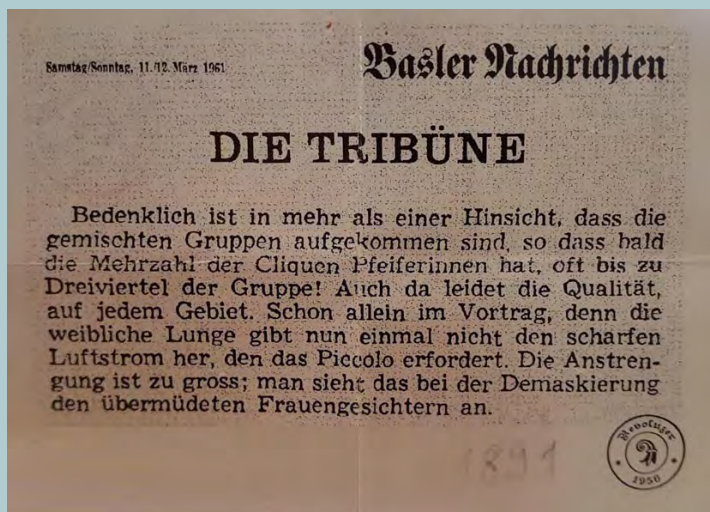 Samstag/Sonntag, 11./12. März 1961
Basler Nachrichten
DIE TRIBÜNE
Bedenklich ist in mehr als einer Hinsicht, dass die
gemischten Gruppen aufgekommen sind, so dass bald
die Mehrzahl der Cliquen Pfeiferinnen hat, oft bis zu
Dreiviertel der Gruppe! Auch da leidet die Qualität,
auf jedem Gebiet. Schon allein im Vortrag, denn die
weibliche Lunge gibt nun einmal nicht den scharfen
Luftstrom her, den das Piccolo erfordert. Die Anstren-
gung ist zu gross; man sieht das bei der Demaskierung
den übermüdeten Frauengesichtern an.
1891
Revoluzer
1950